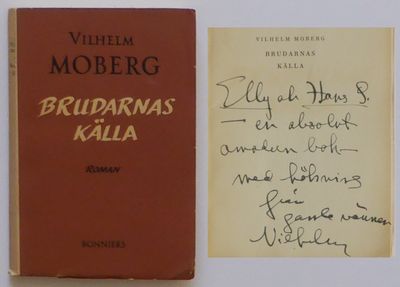 VILHELM
MOBERG
BRUDARNAS
KÄLLA
ROMAN
BONNIERS
VILHELM MOBERG
BRUDARNAS
KÄLLA
Elly och Hans S.
— en absolut
omodern bok
med hälsning
från
gamle vännen
Vilhelm